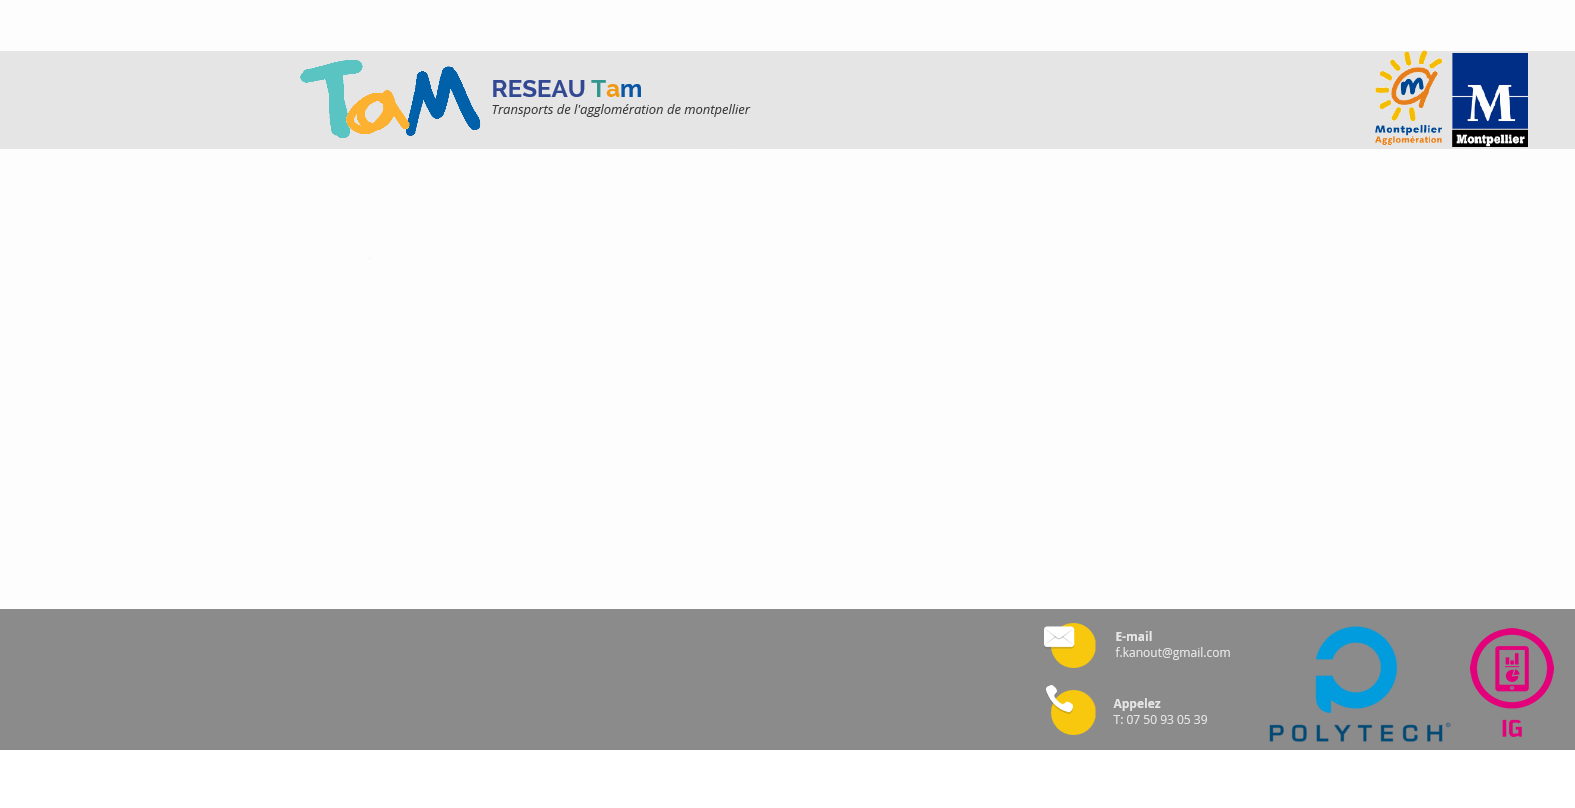 TaM
RESEAU Tam
Transports de l'agglomération de montpellier
m
Montpellier
Agglomération
M
Montpellier
E-mail
f.kanout@gmail.com
Appelez
T: 07 50 93 05 39
POLYTECH®
IG